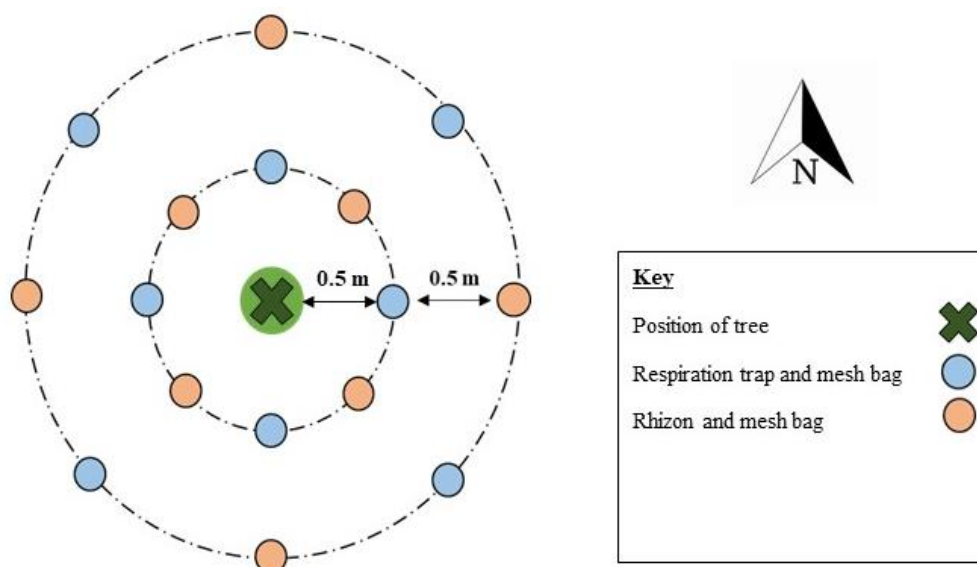 N
0.5 m
0.5 m
Key
Position of tree
Respiration trap and mesh bag
Rhizon and mesh bag